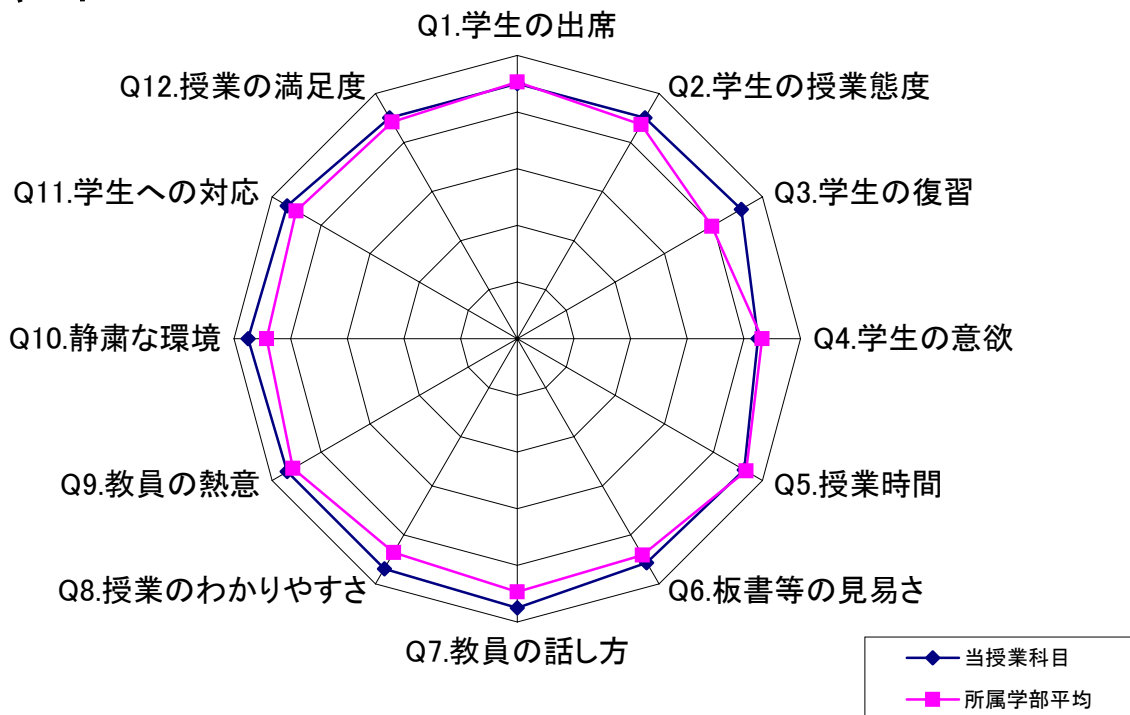 Q1.学生の出席
Q2.学生の授業態度
Q3.学生の復習
Q4.学生の意欲
Q5.授業時間
Q6.板書等の見易さ
Q7.教員の話し方
Q8.授業のわかりやすさ
Q9.教員の熱意
Q10.静粛な環境
Q11.学生への対応
Q12.授業の満足度
当授業科目
所属学部平均